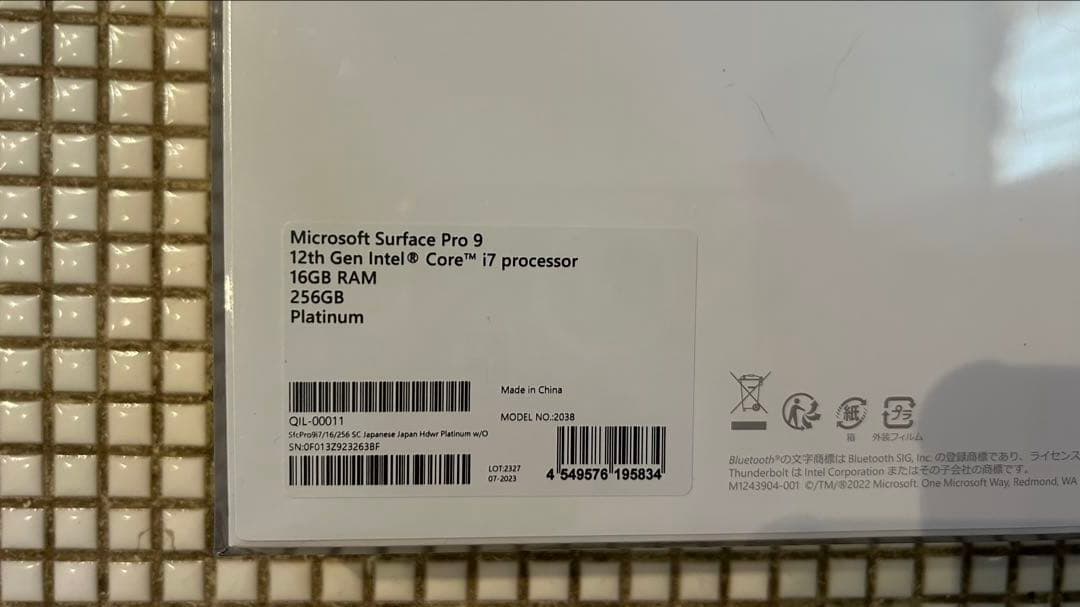 Microsoft Surface Pro 9
12th Gen Intel® Core™ i7 processor
16GB RAM
256GB
Platinum
QIL-00011
SfcPro9i7/16/256 SC Japanese Japan Hdwr Platinum w/O
SN:0F013Z923263BF
Made in China
MODEL NO.:2038
LOT:2327
07-2023
4 549576 195834
紙
箱
プラ
外装フィルム
Bluetooth®の文字商標は Bluetooth SIG, Inc. の登録商標であり、ライセンス
Thunderbolt は Intel Corporation またはその子会社の商標です。
M1243904-001 ©/TM/®2022 Microsoft. One Microsoft Way, Redmond, WA